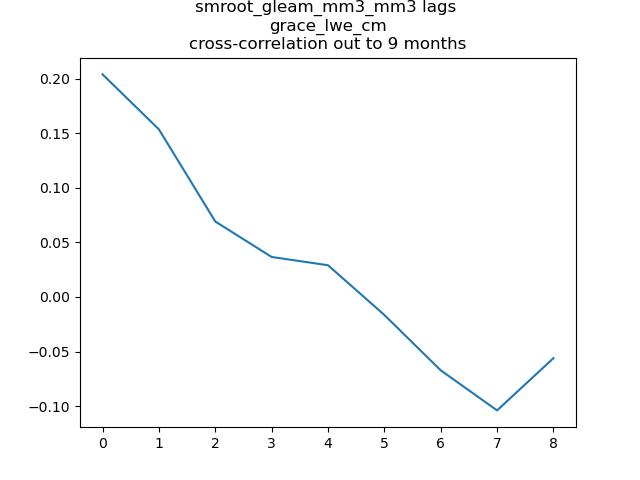 smroot_gleam_mm3_mm3 lags
grace_lwe_cm
cross-correlation out to 9 months
0.20
0.15
0.10
0.05
0.00
−0.05
−0.10
0 1 2 3 4 5 6 7 8